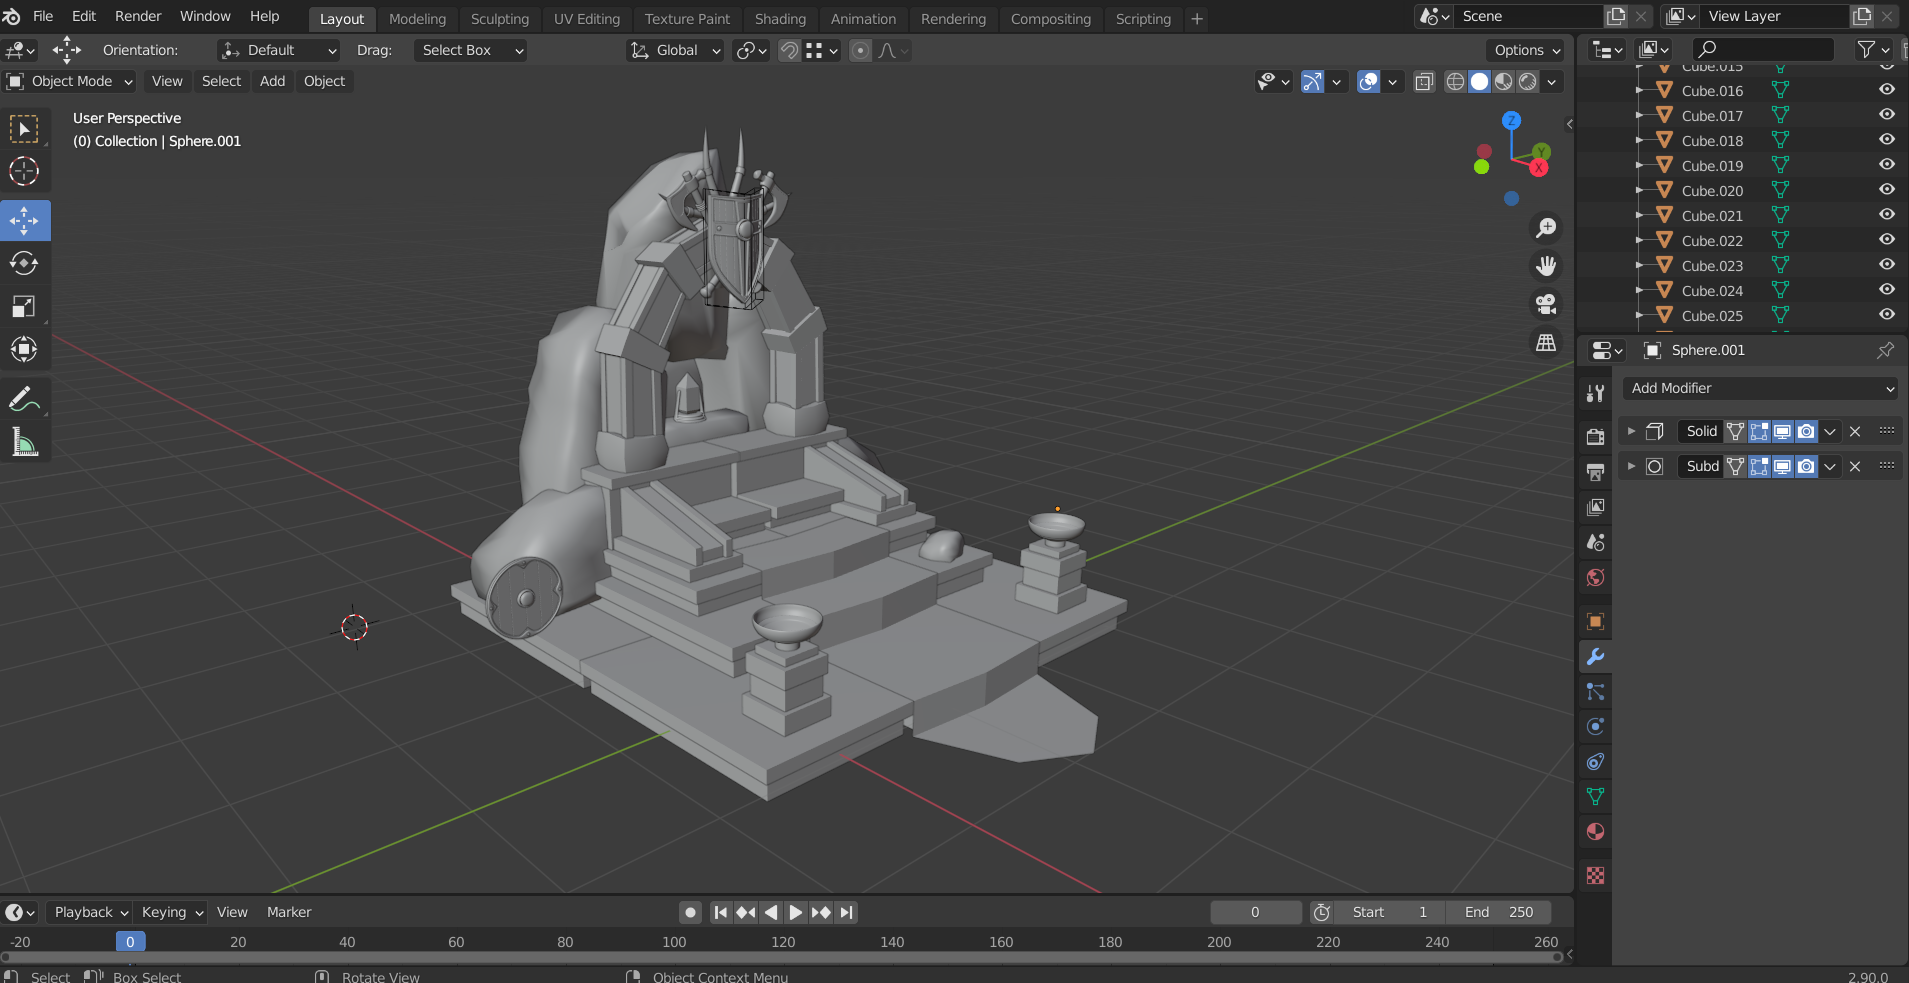 File Edit Render Window Help Layout Modeling Sculpting UV Editing Texture Paint Shading Animation Rendering Compositing Scripting + Scene View Layer
Orientation: Default Drag: Select Box Global Options
Object Mode View Select Add Object
User Perspective
(0) Collection | Sphere.001
Z
Y
X
Cube.015
Cube.016
Cube.017
Cube.018
Cube.019
Cube.020
Cube.021
Cube.022
Cube.023
Cube.024
Cube.025
Sphere.001
Add Modifier
Solid
Subd
Playback Keying View Marker 0 Start 1 End 250
-20 0 20 40 60 80 100 120 140 160 180 200 220 240 260
Select Box Select Rotate View Object Context Menu 2.90.0